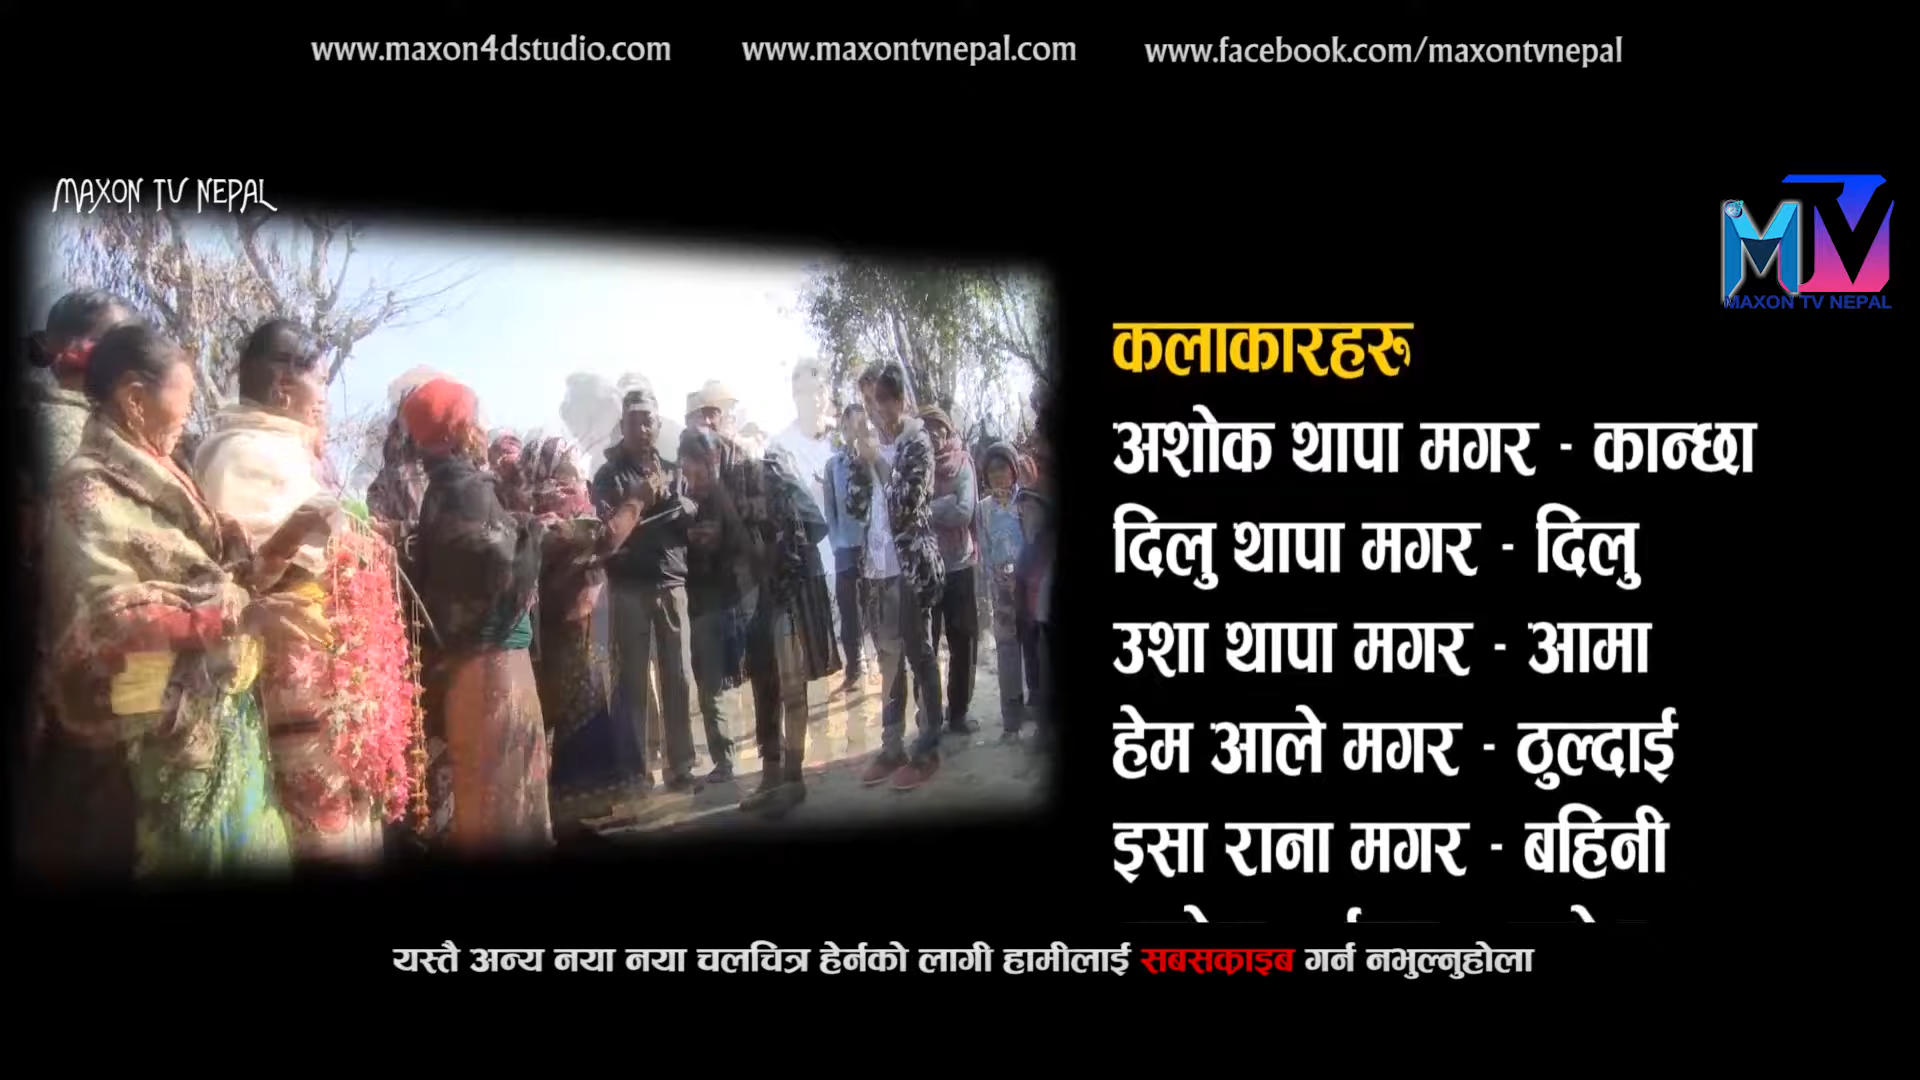 www.maxon4dstudio.com www.maxontvnepal.com www.facebook.com/maxontvnepal
MAXON TV NEPAL
MTV
MAXON TV NEPAL
कलाकारहरू
अशोक थापा मगर - कान्छा
दिलु थापा मगर - दिलु
उशा थापा मगर - आमा
हेम आले मगर - ठुल्दाई
इसा राना मगर - बहिनी
यस्तै अन्य नया नया चलचित्र हेर्नको लागी हामीलाई सबसक्राइब गर्न नभुल्नुहोला